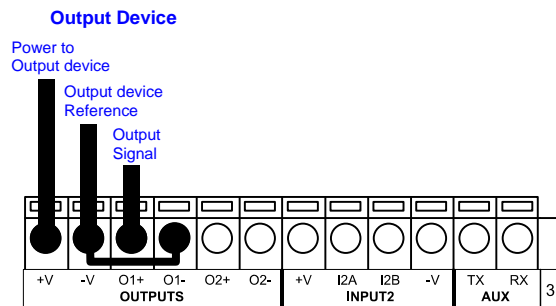 Output Device
Power to
Output device
Output device
Reference
Output
Signal
+V -V O1+ O1- O2+ O2- +V I2A I2B -V TX RX
OUTPUTS INPUT2 AUX 3